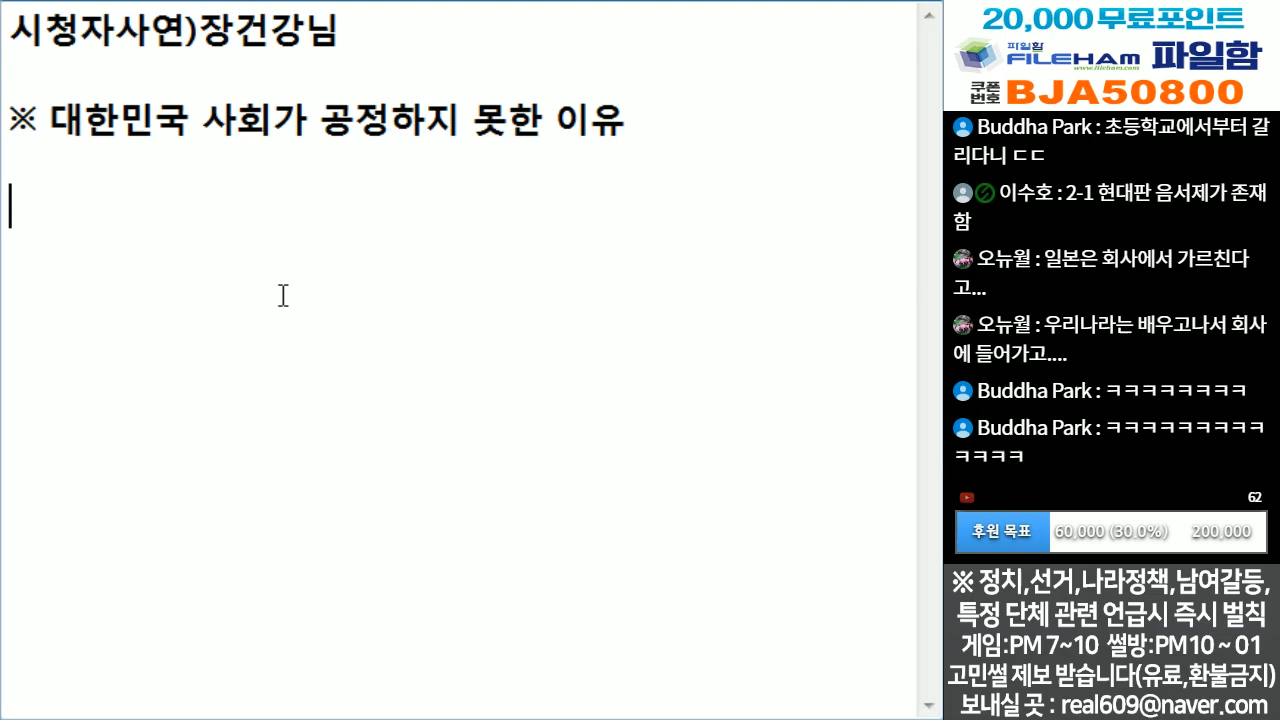 시청자사연)장건강님
※ 대한민국 사회가 공정하지 못한 이유
20,000무료포인트
파일함
FILEHAM
www.fileham.com
파일함
쿠폰
번호
BJA50800
Buddha Park : 초등학교에서부터 갈
리다니 ㄷㄷ
이수호 : 2-1 현대판 음서제가 존재
함
오뉴월 : 일본은 회사에서 가르친다
고...
오뉴월 : 우리나라는 배우고나서 회사
에 들어가고....
Buddha Park : ㅋㅋㅋㅋㅋㅋㅋㅋ
Buddha Park : ㅋㅋㅋㅋㅋㅋㅋㅋㅋ
ㅋㅋㅋㅋ
62
후원 목표 60,000 (30.0%) 200,000
※ 정치,선거,나라정책,남여갈등,
특정 단체 관련 언급시 즉시 벌칙
게임:PM 7~10 썰방:PM10 ~ 01
고민썰 제보 받습니다(유료,환불금지)
보내실 곳 : real609@naver.com